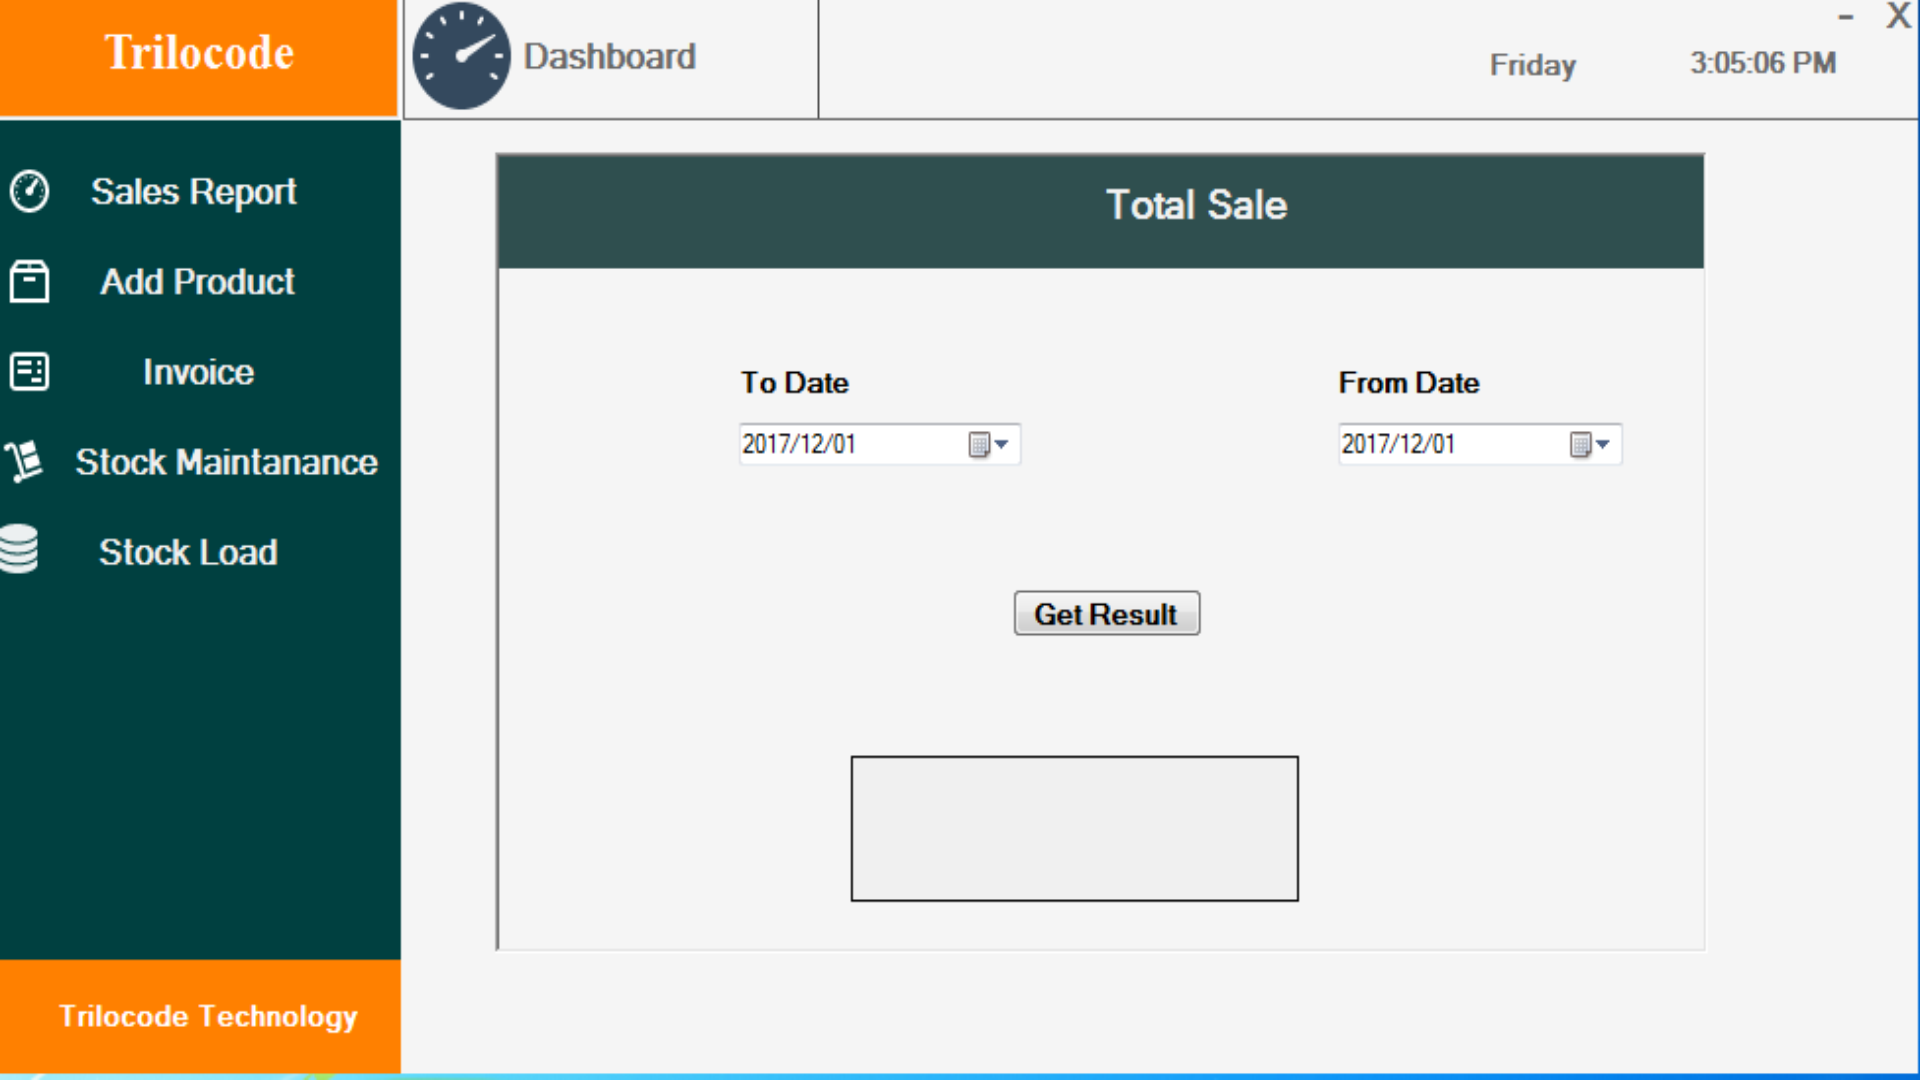 Trilocode
Dashboard
- X
Friday 3:05:06 PM
Sales Report
Add Product
Invoice
Stock Maintanance
Stock Load
Total Sale
To Date From Date
2017/12/01 2017/12/01
Get Result
Trilocode Technology